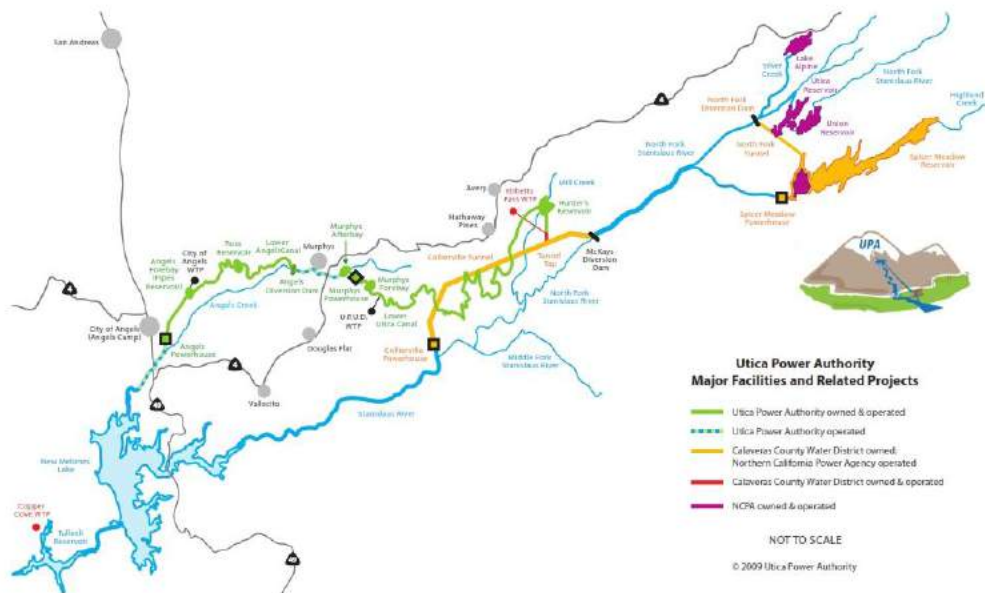 San Andreas
Lake
Alpine
Silver
Creek
Utica
Reservoir
North Fork
Stanislaus River
Highland
Creek
North Fork
Diversion Dam
Union
Reservoir
North Fork
Tunnel
North Fork
Stanislaus River
Spicer Meadow
Reservoir
Spicer Meadow
Powerhouse
4
Mill Creek
Ebbetts
Pass WTP
Avery
Hunter's
Reservoir
Hathaway
Pines
Murphys
Afterbay
Lower
Angels Canal
Murphys
City of
Angels
WTP
Ross
Reservoir
Angels
Forebay
Reservoir)
Collierville Tunnel
Tunnel
Tap
McKays
Diversion
Dam
Angels
Diversion Dam
Murphys
Powerhouse
Murphys
Forebay
U.P.U.D.
WTP
Lower
Utica Canal
North Fork
Stanislaus River
Angels Creek
4
City of Angels
(Angels Camp)
Angels
Powerhouse
Douglas Flat
Collierville
Powerhouse
Middle Fork
Stanislaus River
4
Vallecito
49
Stanislaus River
New Melones
Lake
Copper
Cove WTP
Tulloch
Reservoir
49
UPA
Utica Power Authority
Major Facilities and Related Projects
Utica Power Authority owned & operated
Utica Power Authority operated
Calaveras County Water District owned;
Northern California Power Agency operated
Calaveras County Water District owned & operated
NCPA owned & operated
NOT TO SCALE
© 2009 Utica Power Authority